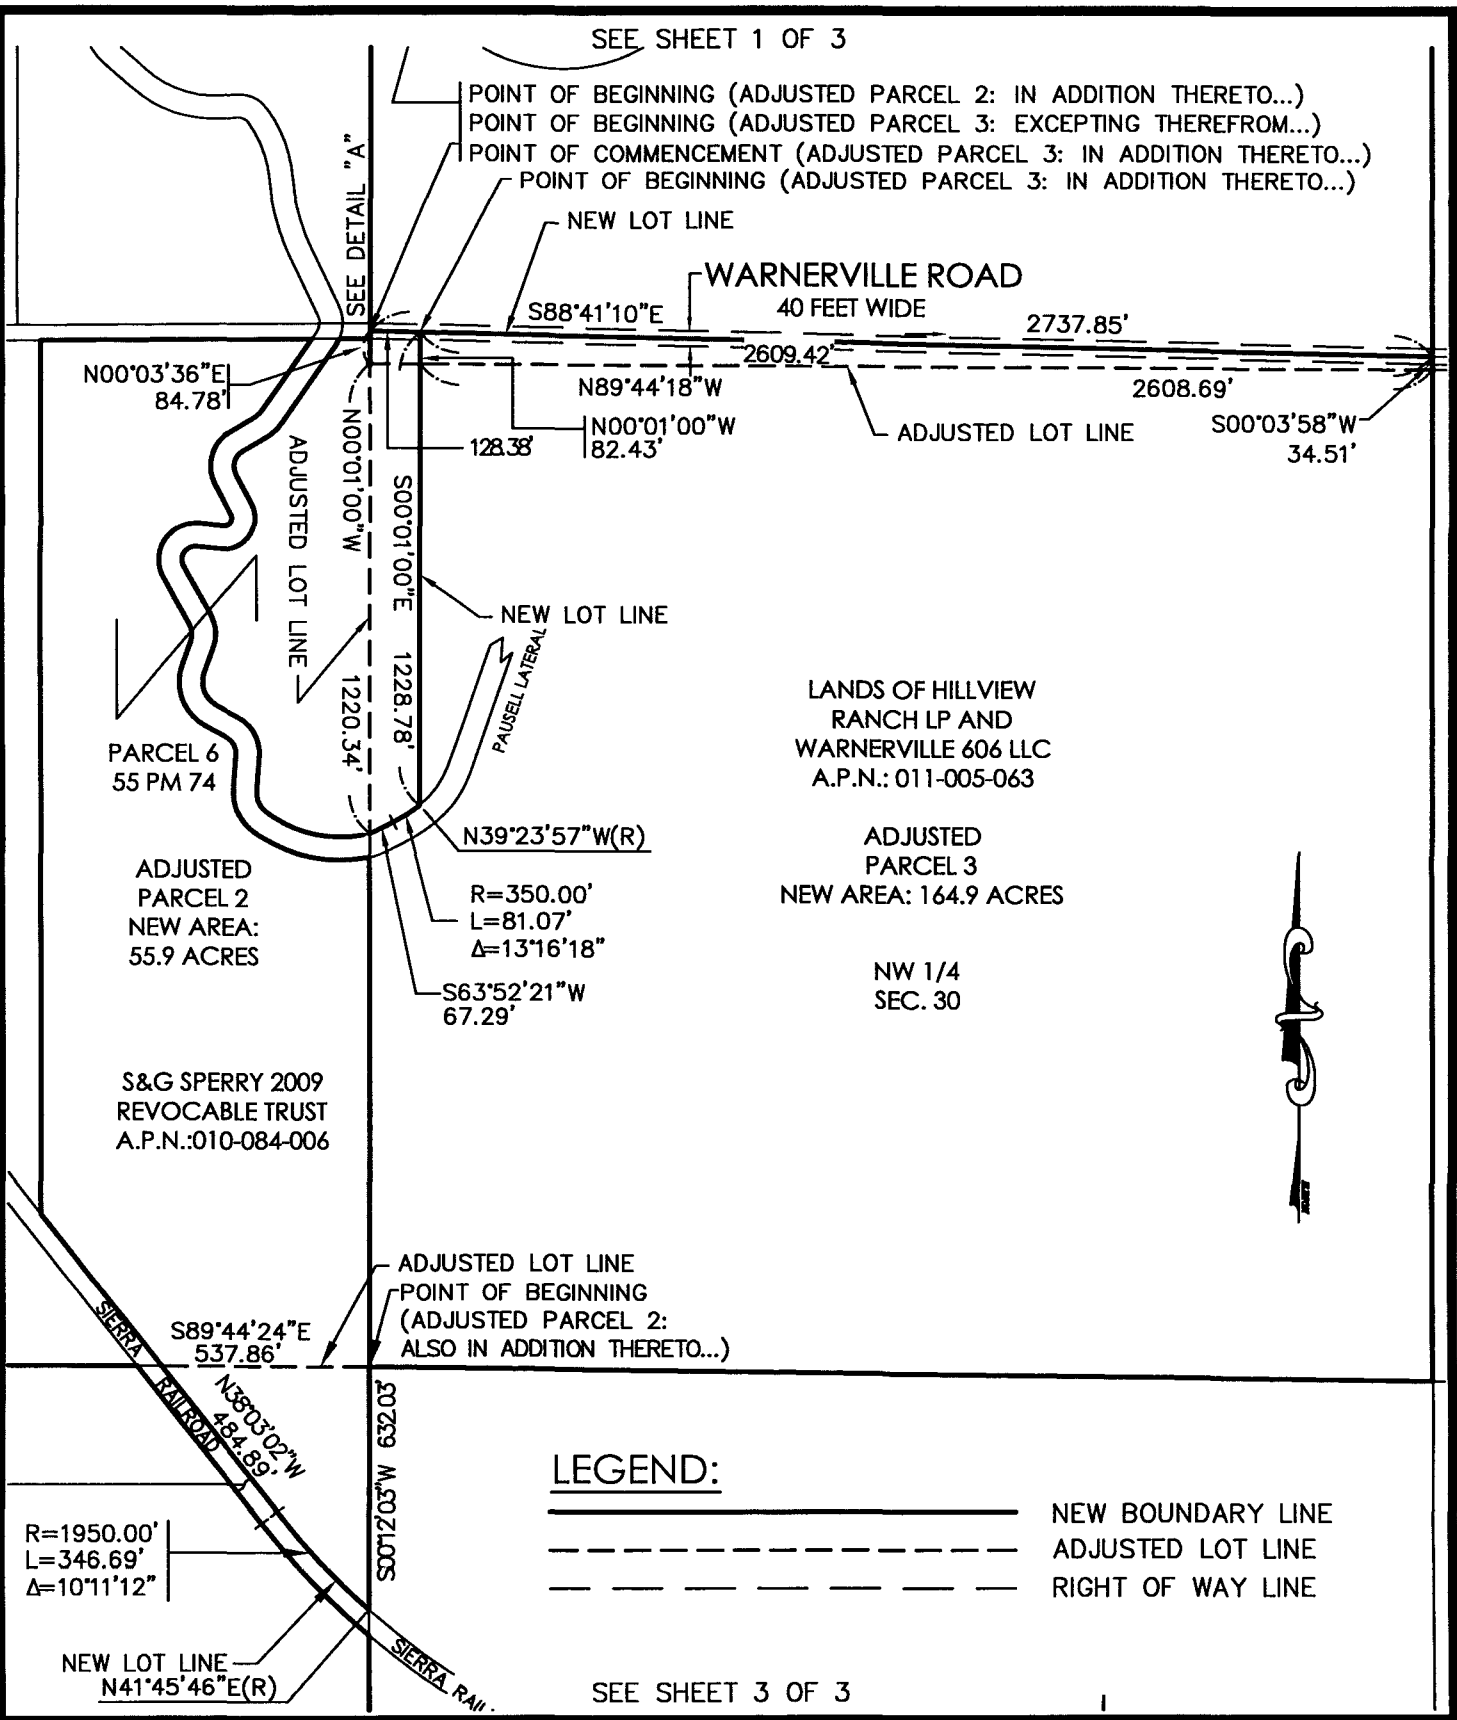 SEE SHEET 1 OF 3
POINT OF BEGINNING (ADJUSTED PARCEL 2: IN ADDITION THERETO...)
POINT OF BEGINNING (ADJUSTED PARCEL 3: EXCEPTING THEREFROM...)
POINT OF COMMENCEMENT (ADJUSTED PARCEL 3: IN ADDITION THERETO...)
POINT OF BEGINNING (ADJUSTED PARCEL 3: IN ADDITION THERETO...)
SEE DETAIL "A"
NEW LOT LINE
WARNERVILLE ROAD
40 FEET WIDE
S88°41'10"E
2737.85'
2609.42'
N00°03'36"E
84.78'
N89°44'18"W
2608.69'
N00°01'00"W
82.43'
ADJUSTED LOT LINE
S00°03'58"W
34.51'
128.38'
ADJUSTED LOT LINE
N00°01'00"W
1220.34'
S00°01'00"E
1228.78'
NEW LOT LINE
PAUSELL LATERAL
LANDS OF HILLVIEW
RANCH LP AND
WARNERVILLE 606 LLC
A.P.N.: 011-005-063
PARCEL 6
55 PM 74
N39°23'57"W(R)
ADJUSTED
PARCEL 3
NEW AREA: 164.9 ACRES
ADJUSTED
PARCEL 2
NEW AREA:
55.9 ACRES
R=350.00'
L=81.07'
Δ=13°16'18"
NW 1/4
SEC. 30
S63°52'21"W
67.29'
S&G SPERRY 2009
REVOCABLE TRUST
A.P.N.:010-084-006
ADJUSTED LOT LINE
POINT OF BEGINNING
(ADJUSTED PARCEL 2:
ALSO IN ADDITION THERETO...)
SIERRA
RAILROAD
S89°44'24"E
537.86'
N38°03'02"W
484.89'
S00°12'03"W 632.03'
LEGEND:
NEW BOUNDARY LINE
ADJUSTED LOT LINE
RIGHT OF WAY LINE
R=1950.00'
L=346.69'
Δ=10°11'12"
NEW LOT LINE
N41°45'46"E(R)
SIERRA RAI
SEE SHEET 3 OF 3